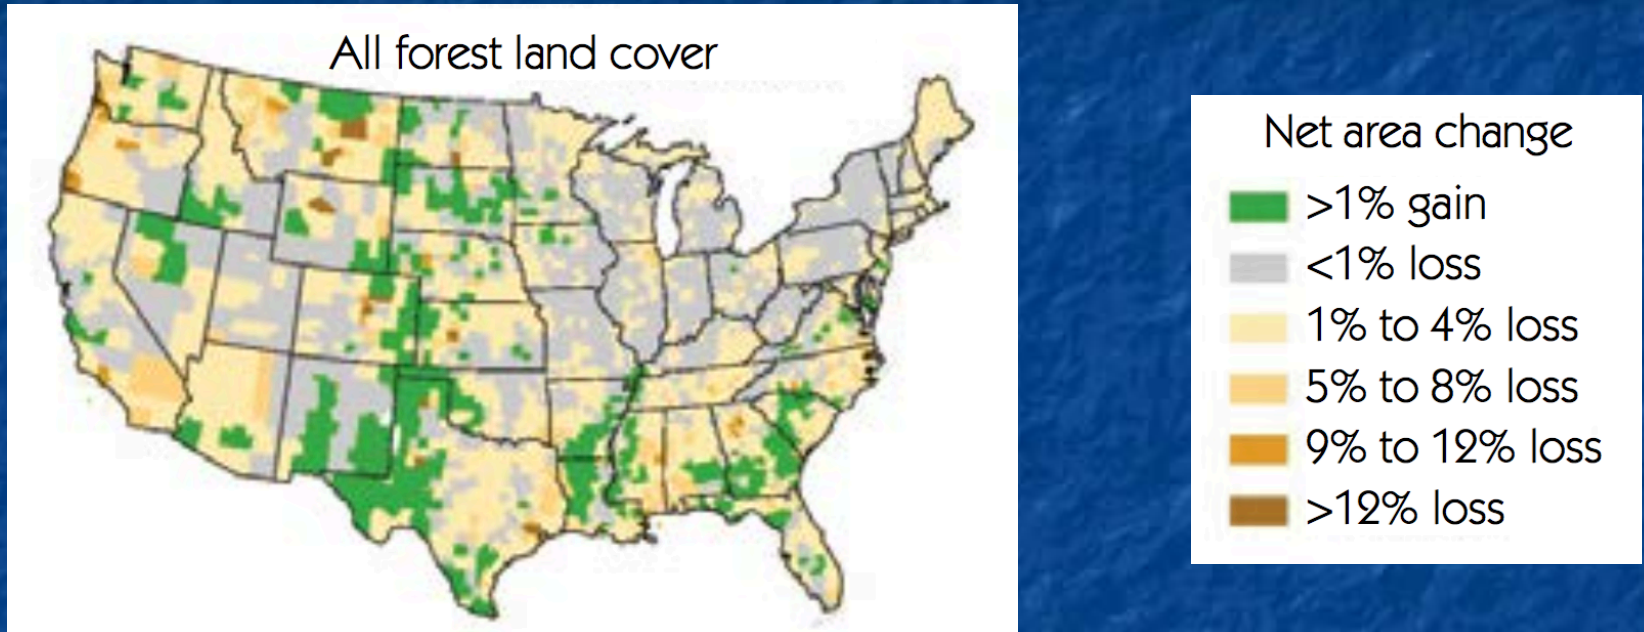 All forest land cover
Net area change
>1% gain
<1% loss
1% to 4% loss
5% to 8% loss
9% to 12% loss
>12% loss